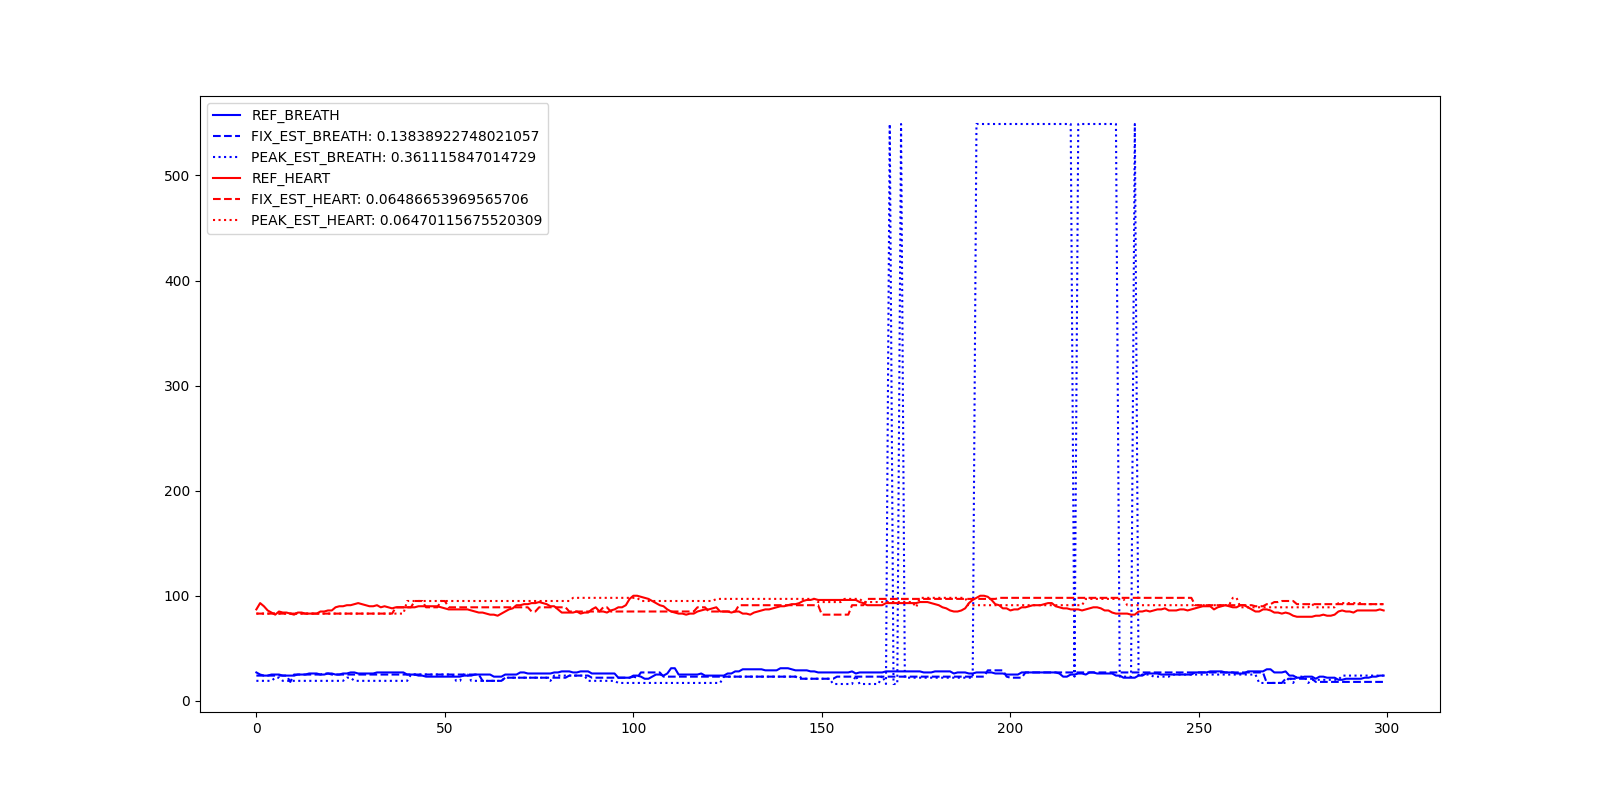 REF_BREATH
FIX_EST_BREATH: 0.13838922748021057
PEAK_EST_BREATH: 0.361115847014729
REF_HEART
FIX_EST_HEART: 0.06486653969565706
PEAK_EST_HEART: 0.06470115675520309
500
400
300
200
100
0
0 50 100 150 200 250 300